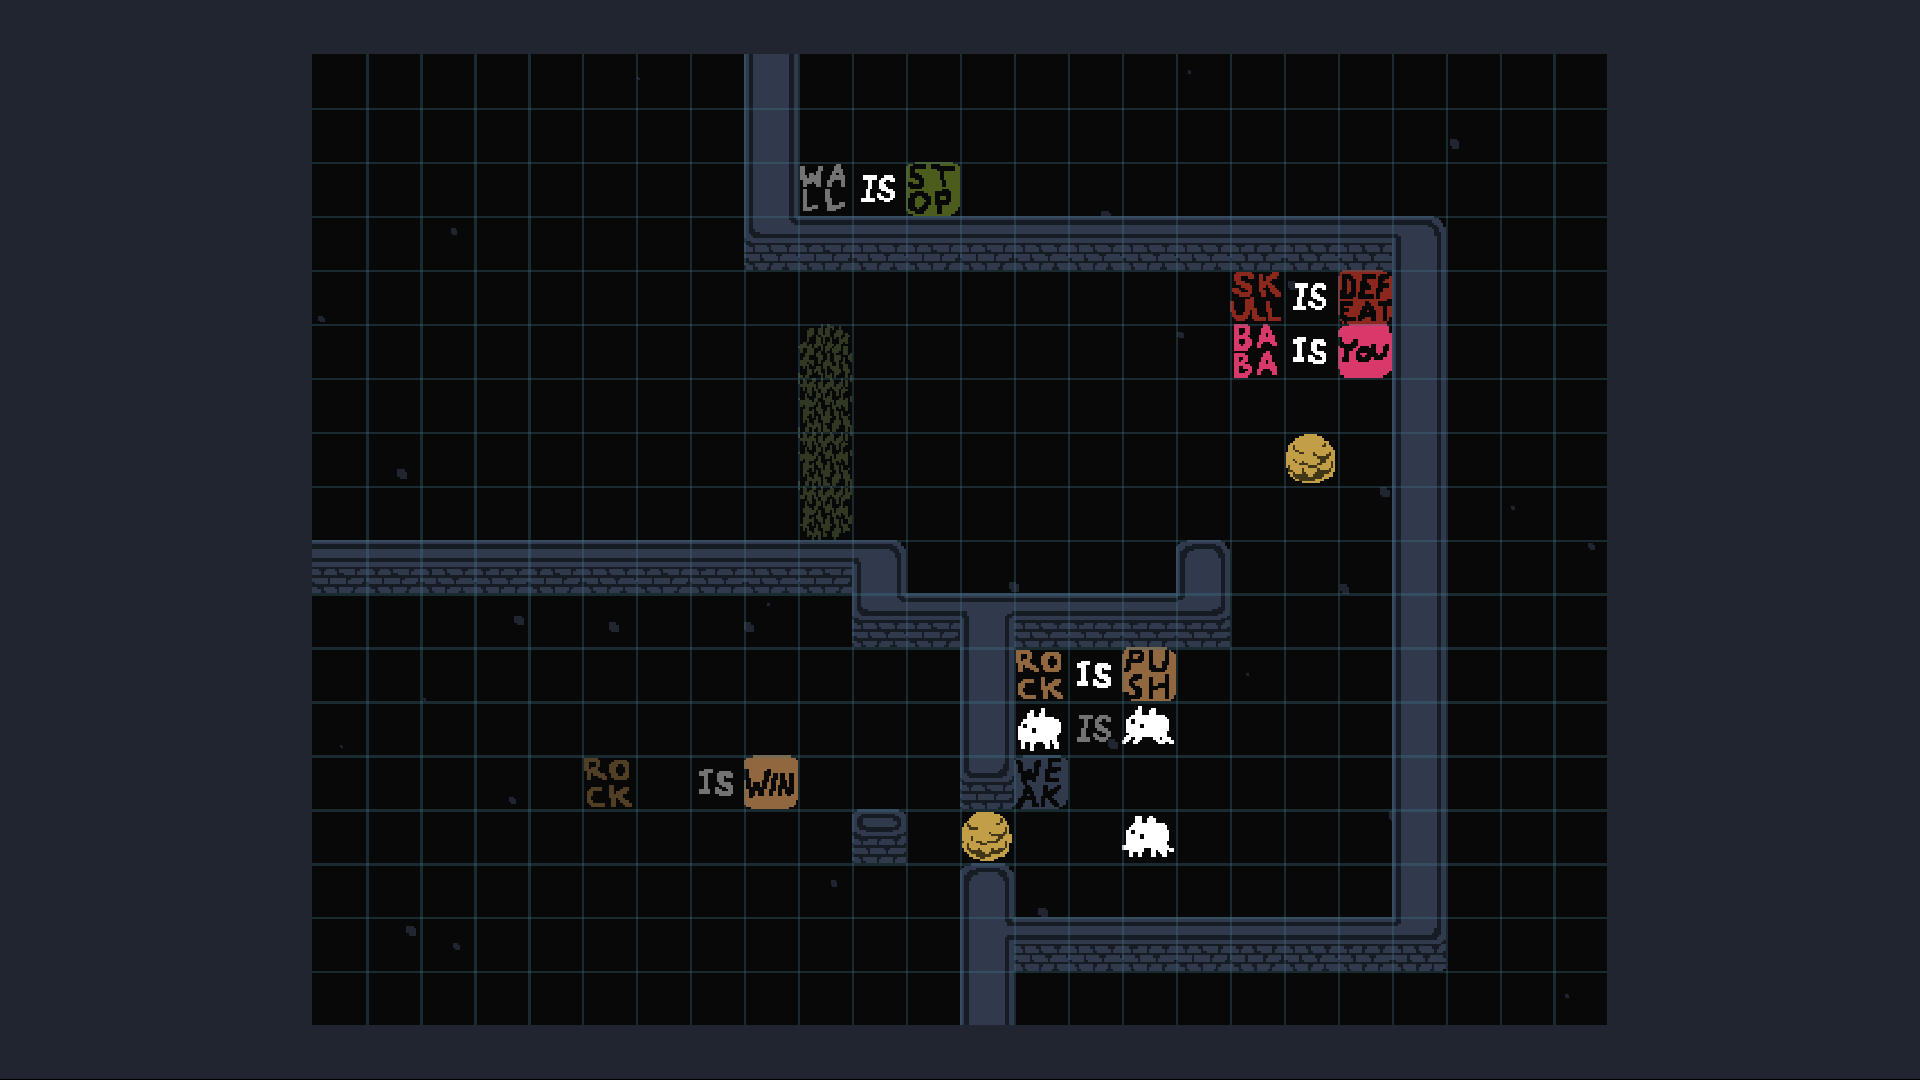 WALL IS STOP
SKULL IS DEFEAT
BABA IS YOU
ROCK IS PUSH
IS
WEAK
ROCK IS WIN